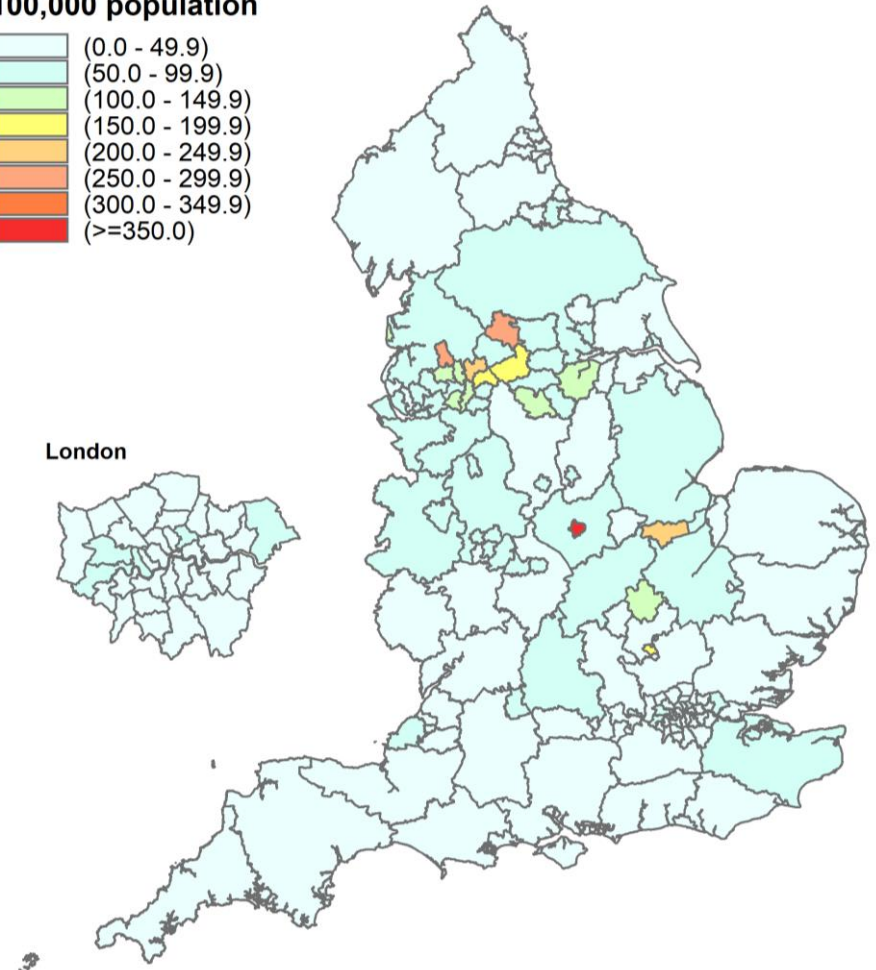 100,000 population
(0.0 - 49.9)
(50.0 - 99.9)
(100.0 - 149.9)
(150.0 - 199.9)
(200.0 - 249.9)
(250.0 - 299.9)
(300.0 - 349.9)
(>=350.0)
London